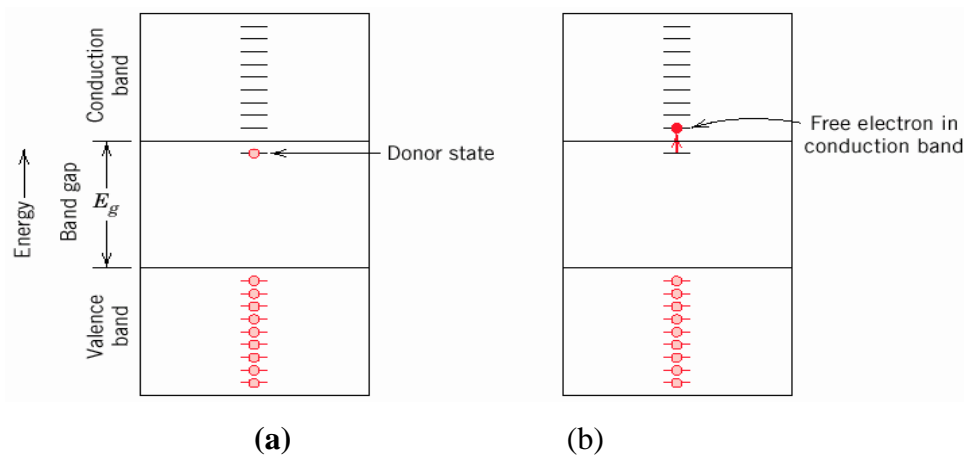 Conduction
band
Donor state
Free electron in
conduction band
Energy
Band gap
E_g
Valence
band
(a)
(b)